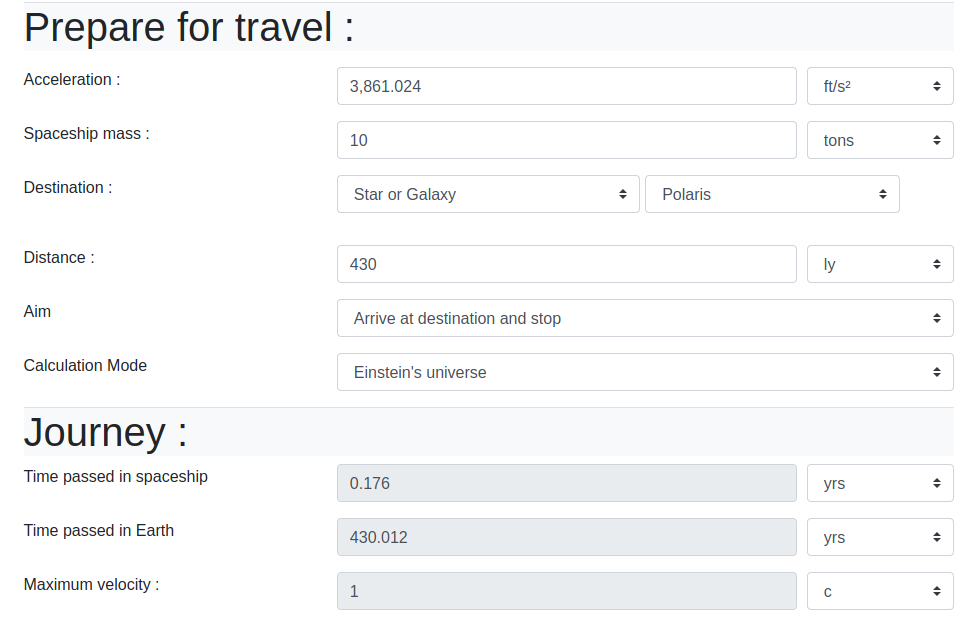 Prepare for travel :
Acceleration : 3,861.024 ft/s²
Spaceship mass : 10 tons
Destination : Star or Galaxy Polaris
Distance : 430 ly
Aim Arrive at destination and stop
Calculation Mode Einstein's universe
Journey :
Time passed in spaceship 0.176 yrs
Time passed in Earth 430.012 yrs
Maximum velocity : 1 c